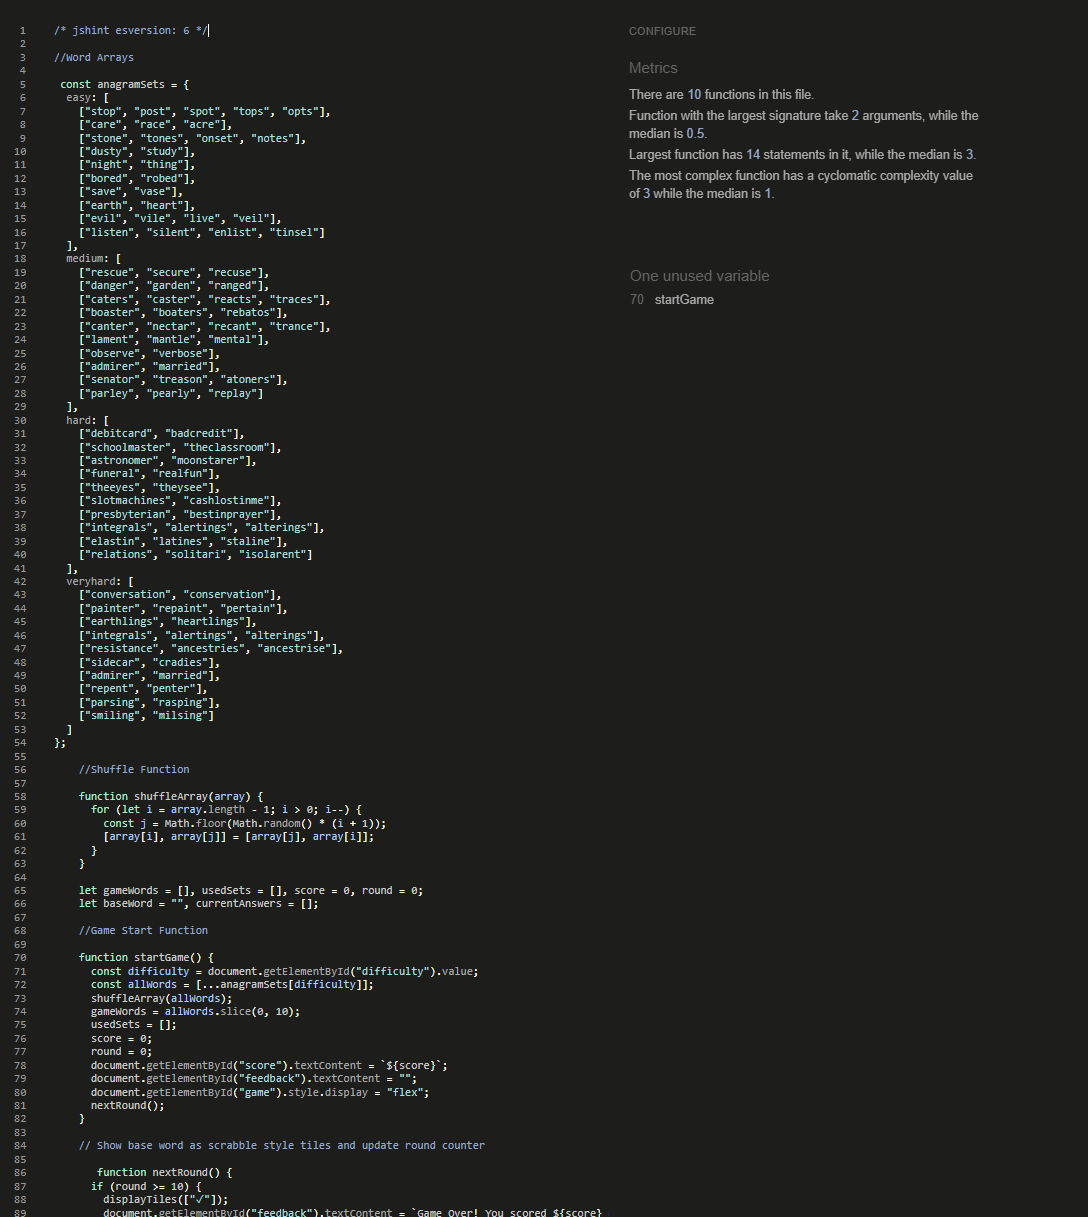 1 /* jshint esversion: 6 */
2
3 //Word Arrays
4
5 const anagramSets = {
6 easy: [
7 ["stop", "post", "spot", "tops", "opts"],
8 ["care", "race", "acre"],
9 ["stone", "tones", "onset", "notes"],
10 ["dusty", "study"],
11 ["night", "thing"],
12 ["bored", "robed"],
13 ["save", "vase"],
14 ["earth", "heart"],
15 ["evil", "vile", "live", "veil"],
16 ["listen", "silent", "enlist", "tinsel"]
17 ],
18 medium: [
19 ["rescue", "secure", "recuse"],
20 ["danger", "garden", "ranged"],
21 ["caters", "caster", "reacts", "traces"],
22 ["boaster", "boaters", "rebatos"],
23 ["canter", "nectar", "recant", "trance"],
24 ["lament", "mantle", "mental"],
25 ["observe", "verbose"],
26 ["admirer", "married"],
27 ["senator", "treason", "atoners"],
28 ["parley", "pearly", "replay"]
29 ],
30 hard: [
31 ["debitcard", "badcredit"],
32 ["schoolmaster", "theclassroom"],
33 ["astronomer", "moonstarer"],
34 ["funeral", "realfun"],
35 ["theeyes", "theysee"],
36 ["slotmachines", "cashlostinme"],
37 ["presbyterian", "bestinprayer"],
38 ["integrals", "alertings", "alterings"],
39 ["elastin", "latines", "staline"],
40 ["relations", "solitari", "isolarent"]
41 ],
42 veryhard: [
43 ["conversation", "conservation"],
44 ["painter", "repaint", "pertain"],
45 ["earthlings", "heartlings"],
46 ["integrals", "alertings", "alterings"],
47 ["resistance", "ancestries", "ancestrise"],
48 ["sidecar", "cradies"],
49 ["admirer", "married"],
50 ["repent", "penter"],
51 ["parsing", "rasping"],
52 ["smiling", "milsing"]
53 ]
54 };
55
56 //Shuffle Function
57
58 function shuffleArray(array) {
59 for (let i = array.length - 1; i > 0; i--) {
60 const j = Math.floor(Math.random() * (i + 1));
61 [array[i], array[j]] = [array[j], array[i]];
62 }
63 }
64
65 let gameWords = [], usedSets = [], score = 0, round = 0;
66 let baseWord = "", currentAnswers = [];
67
68 //Game Start Function
69
70 function startGame() {
71 const difficulty = document.getElementById("difficulty").value;
72 const allWords = [...anagramSets[difficulty]];
73 shuffleArray(allWords);
74 gameWords = allWords.slice(0, 10);
75 usedSets = [];
76 score = 0;
77 round = 0;
78 document.getElementById("score").textContent = `${score}`;
79 document.getElementById("feedback").textContent = "";
80 document.getElementById("game").style.display = "flex";
81 nextRound();
82 }
83
84 // Show base word as scrabble style tiles and update round counter
85
86 function nextRound() {
87 if (round >= 10) {
88 displayTiles(["✓"]);
89 document.getElementById("feedback").textContent = `Game Over! You scored ${score}
CONFIGURE
Metrics
There are 10 functions in this file.
Function with the largest signature take 2 arguments, while the
median is 0.5.
Largest function has 14 statements in it, while the median is 3.
The most complex function has a cyclomatic complexity value
of 3 while the median is 1.
One unused variable
70 startGame